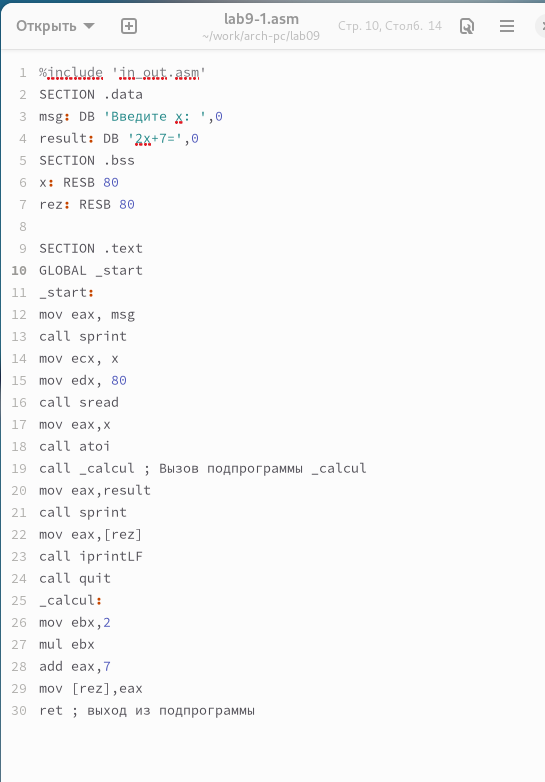 Открыть
lab9-1.asm
~/work/arch-pc/lab09
Стр. 10, Столб. 14
1 %include 'in_out.asm'
2 SECTION .data
3 msg: DB 'Введите x: ',0
4 result: DB '2x+7=',0
5 SECTION .bss
6 x: RESB 80
7 rez: RESB 80
8
9 SECTION .text
10 GLOBAL _start
11 _start:
12 mov eax, msg
13 call sprint
14 mov ecx, x
15 mov edx, 80
16 call sread
17 mov eax,x
18 call atoi
19 call _calcul ; Вызов подпрограммы _calcul
20 mov eax,result
21 call sprint
22 mov eax,[rez]
23 call iprintLF
24 call quit
25 _calcul:
26 mov ebx,2
27 mul ebx
28 add eax,7
29 mov [rez],eax
30 ret ; выход из подпрограммы